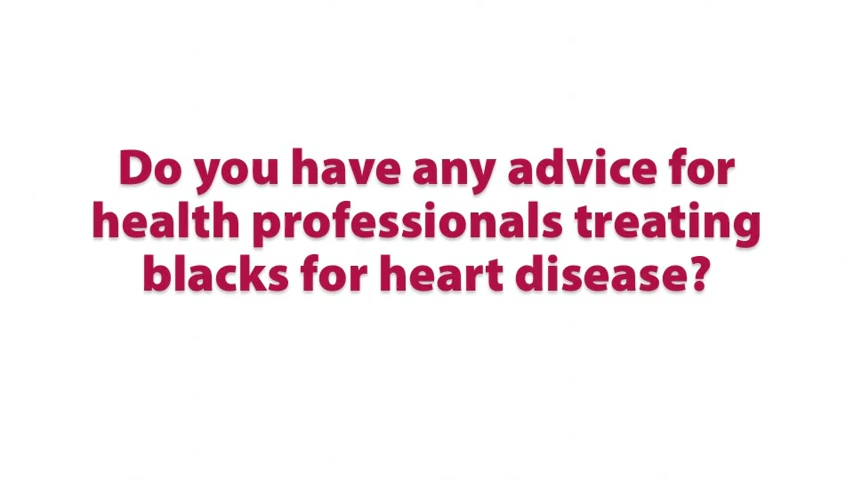 Do you have any advice for
health professionals treating
blacks for heart disease?